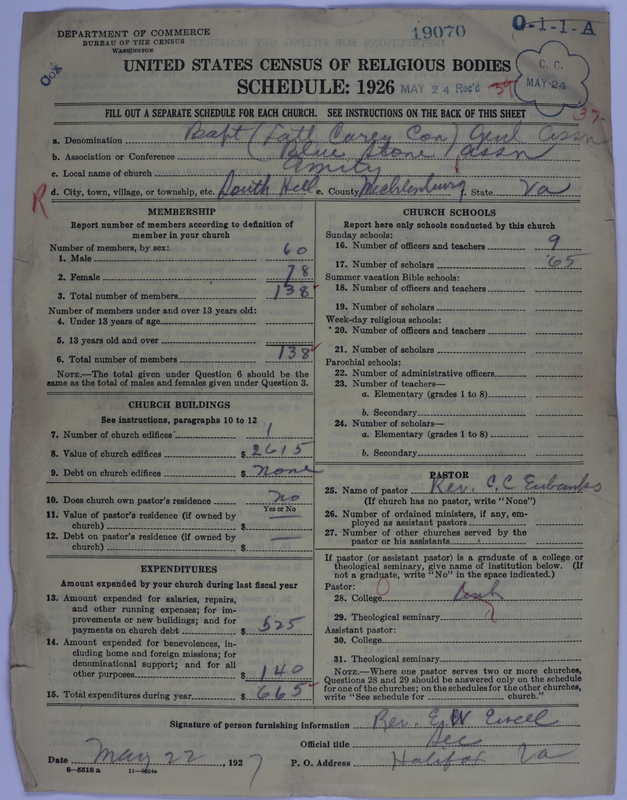 DEPARTMENT OF COMMERCE
BUREAU OF THE CENSUS
WASHINGTON
19070
0-1-1-A
UNITED STATES CENSUS OF RELIGIOUS BODIES
SCHEDULE: 1926
MAY 24 Rec'd
C. C.
MAY 24
FILL OUT A SEPARATE SCHEDULE FOR EACH CHURCH. SEE INSTRUCTIONS ON THE BACK OF THIS SHEET
37
a. Denomination Bapt (Latt Carey Con) Genl Assn
b. Association or Conference (Blue Stone Assn
c. Local name of church Amity
d. City, town, village, or township, etc. South Hill e. County Mecklenburg f. State Va
R
MEMBERSHIP
Report number of members according to definition of
member in your church
Number of members, by sex:
1. Male 60
2. Female 78
3. Total number of members 138
Number of members under and over 13 years old:
4. Under 13 years of age
5. 13 years old and over
6. Total number of members 138
NOTE.—The total given under Question 6 should be
the same as the total of males and females given under Question 3.
CHURCH BUILDINGS
See instructions, paragraphs 10 to 12
7. Number of church edifices 1
8. Value of church edifices $ 2615
9. Debt on church edifices $ none
10. Does church own pastor's residence no
Yes or No
11. Value of pastor's residence (if owned by
church) $ —
12. Debt on pastor's residence (if owned by
church) $ —
EXPENDITURES
Amount expended by your church during last fiscal year
13. Amount expended for salaries, repairs,
and other running expenses; for im-
provements or new buildings; and for
payments on church debt $ 525
14. Amount expended for benevolences, in-
cluding home and foreign missions; for
denominational support; and for all
other purposes $ 140
15. Total expenditures during year $ 665
CHURCH SCHOOLS
Report here only schools conducted by this church
Sunday schools:
16. Number of officers and teachers 9
17. Number of scholars 65
Summer vacation Bible schools:
18. Number of officers and teachers
19. Number of scholars
Week-day religious schools:
20. Number of officers and teachers
21. Number of scholars
Parochial schools:
22. Number of administrative officers
23. Number of teachers—
a. Elementary (grades 1 to 8)
b. Secondary
24. Number of scholars—
a. Elementary (grades 1 to 8)
b. Secondary
PASTOR
25. Name of pastor Rev. C. C. Eubanks
(If church has no pastor, write "None")
26. Number of ordained ministers, if any, em-
ployed as assistant pastors
27. Number of other churches served by the
pastor or his assistants
If pastor (or assistant pastor) is a graduate of a college or
theological seminary, give name of institution below. (If
not a graduate, write "No" in the space indicated.)
Pastor:
28. College
29. Theological seminary
Assistant pastor:
30. College
31. Theological seminary
NOTE.—Where one pastor serves two or more churches,
Questions 28 and 29 should be answered only on the schedule
for one of the churches; on the schedules for the other churches,
write "See schedule for church."
Signature of person furnishing information Rev. E. W.
Official title Sec
Date May 22, 1927 P. O. Address Halifax Va
8—5518 a 11—9604a